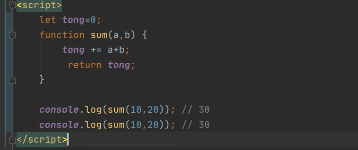 <script>
let tong=0;
function sum(a,b) {
tong += a+b;
return tong;
}
console.log(sum(10,20)); // 30
console.log(sum(10,20)); // 30
</script>